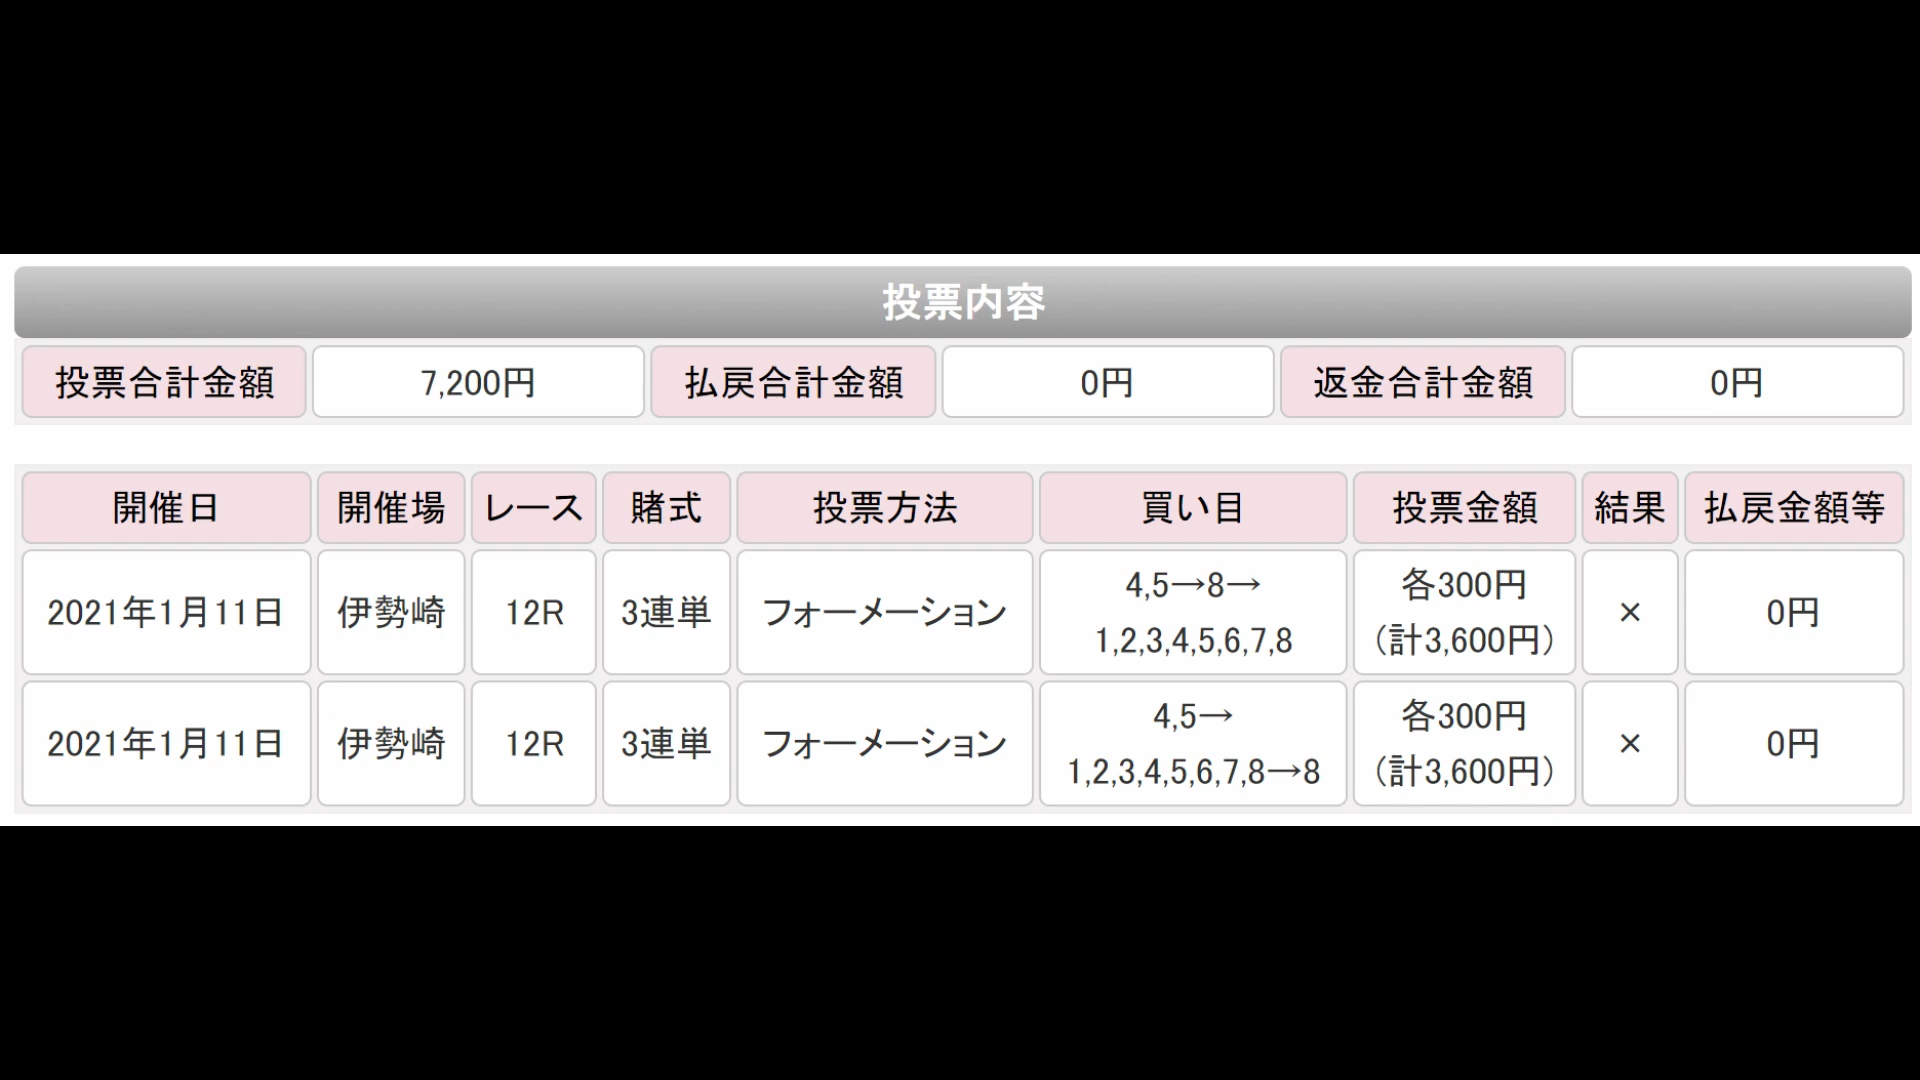 投票内容
投票合計金額 7,200円 払戻合計金額 0円 返金合計金額 0円
開催日 開催場 レース 賭式 投票方法 買い目 投票金額 結果 払戻金額等
2021年1月11日 伊勢崎 12R 3連単 フォーメーション 4,5→8→ 各300円 × 0円
1,2,3,4,5,6,7,8 (計3,600円)
2021年1月11日 伊勢崎 12R 3連単 フォーメーション 4,5→ 各300円 × 0円
1,2,3,4,5,6,7,8→8 (計3,600円)